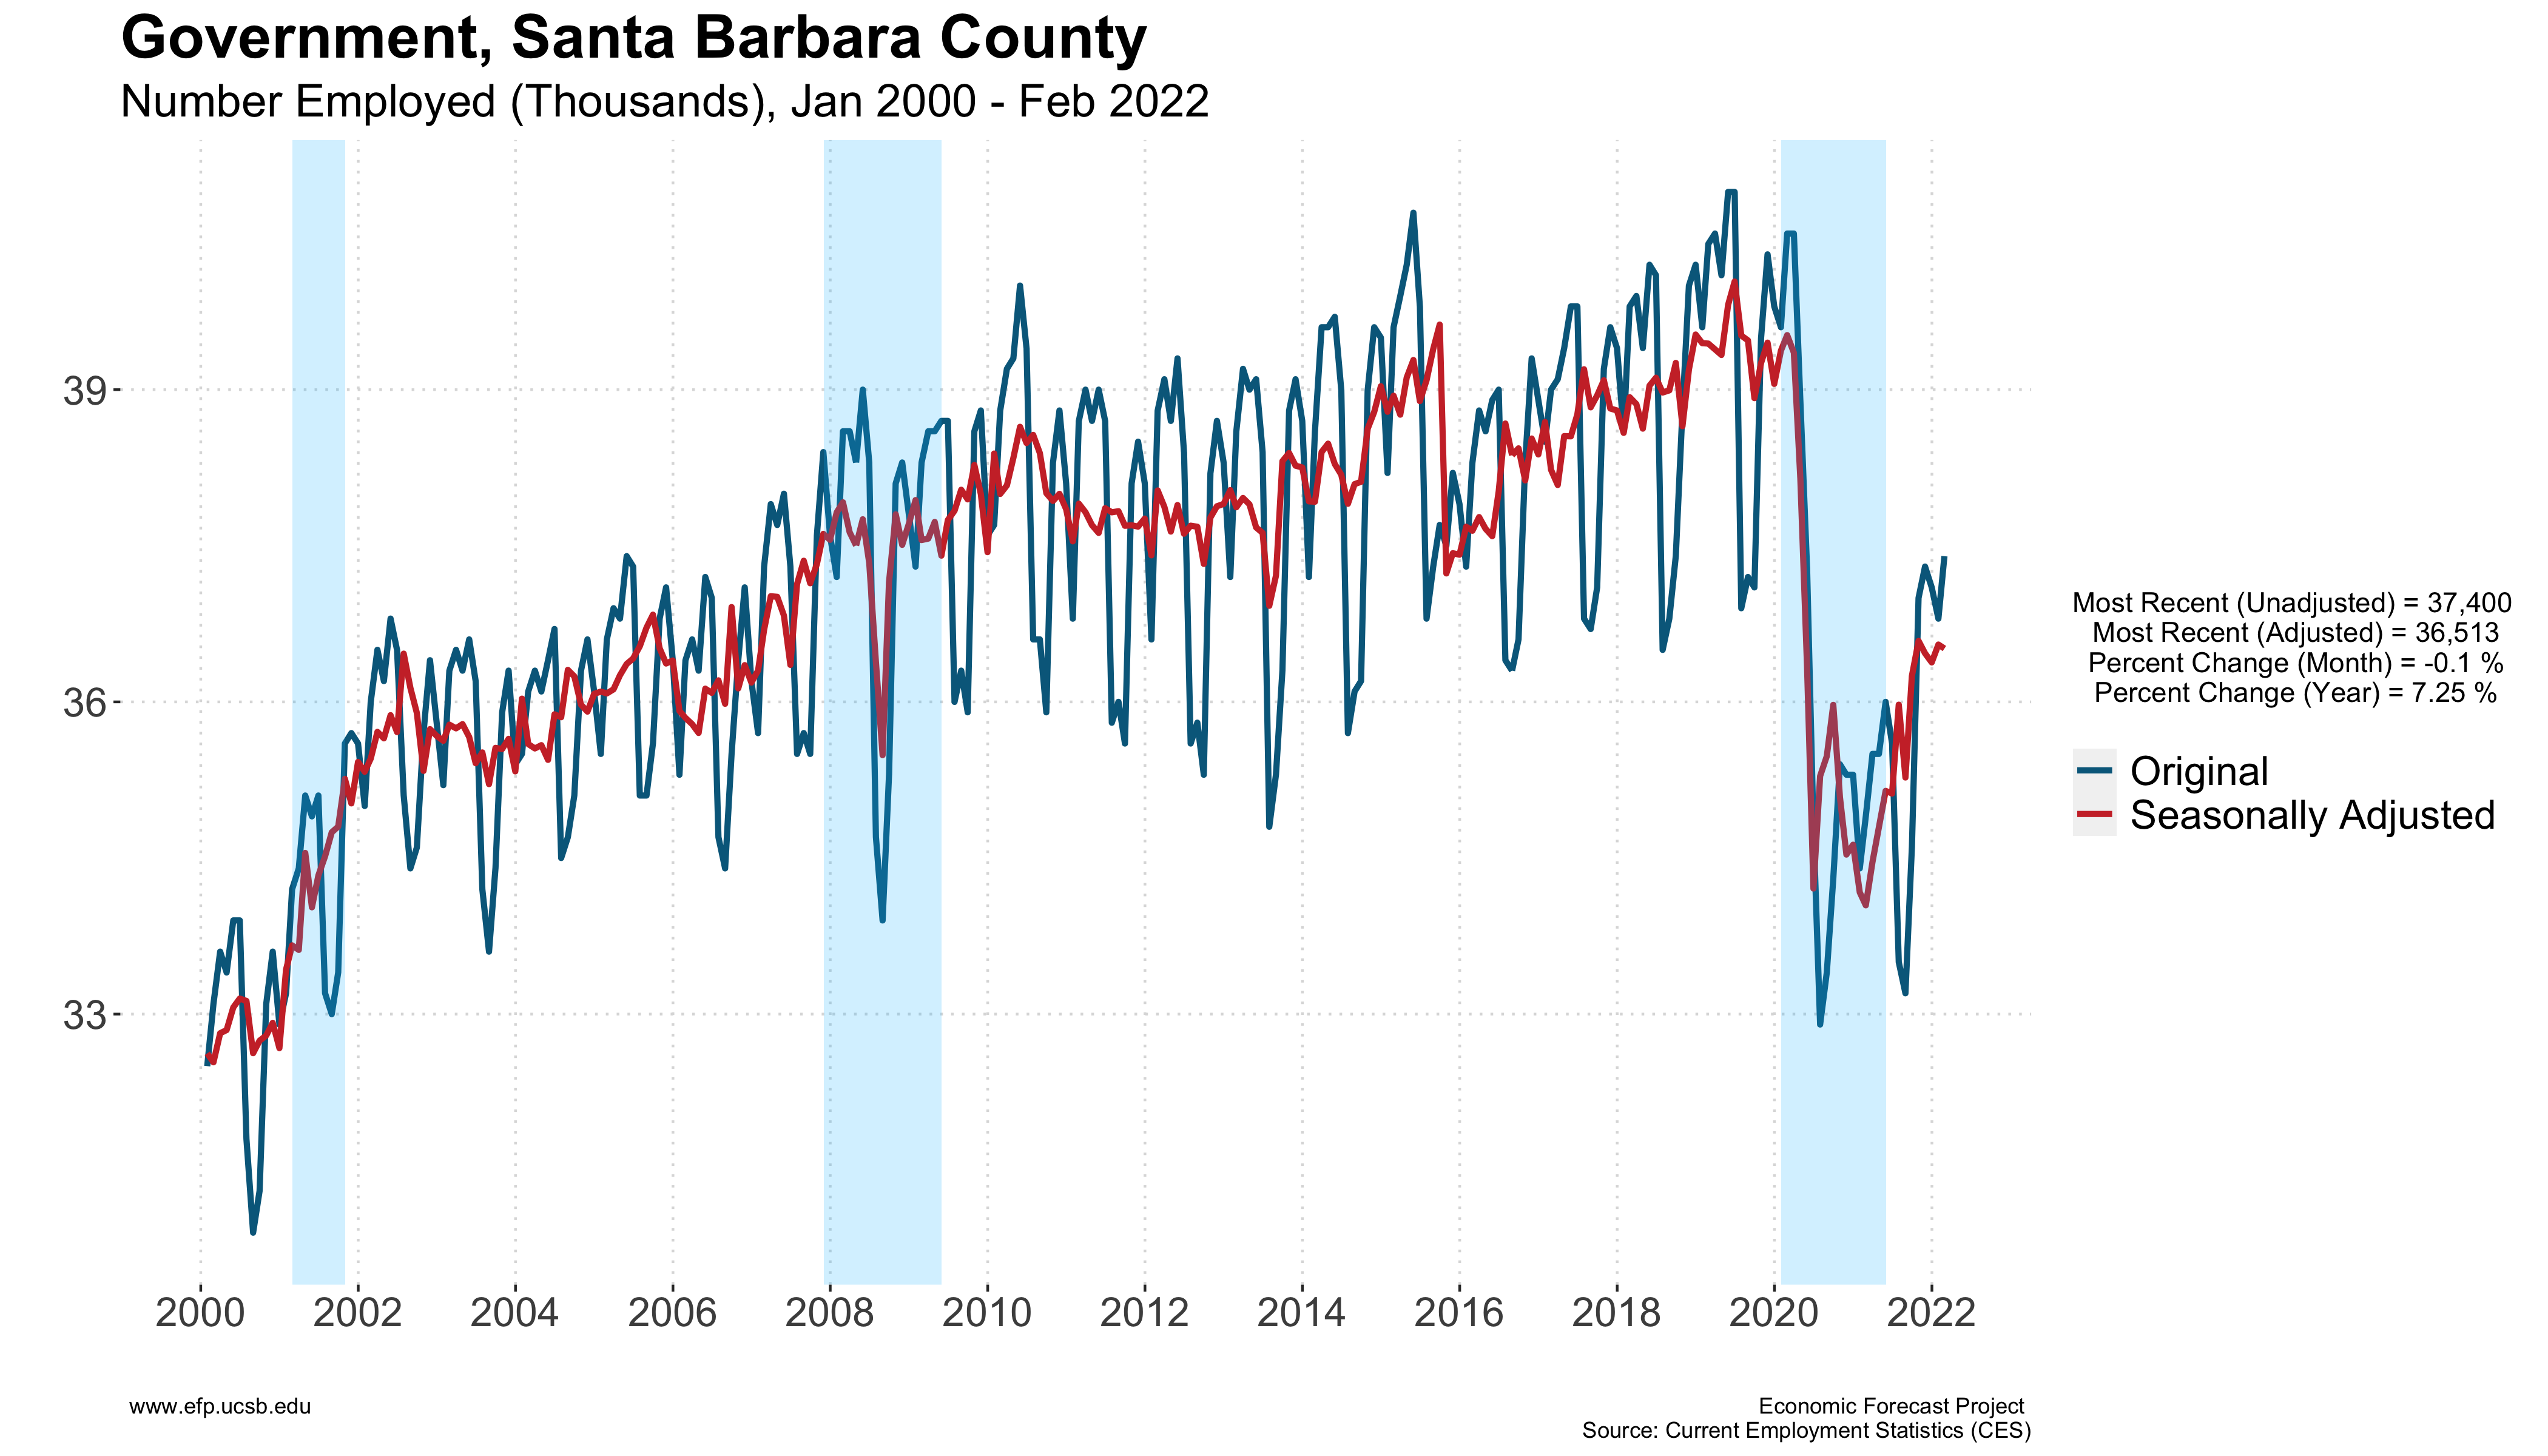 Government, Santa Barbara County
Number Employed (Thousands), Jan 2000 - Feb 2022
39
36
33
2000 2002 2004 2006 2008 2010 2012 2014 2016 2018 2020 2022
Most Recent (Unadjusted) = 37,400
Most Recent (Adjusted) = 36,513
Percent Change (Month) = -0.1 %
Percent Change (Year) = 7.25 %
Original
Seasonally Adjusted
www.efp.ucsb.edu
Economic Forecast Project
Source: Current Employment Statistics (CES)